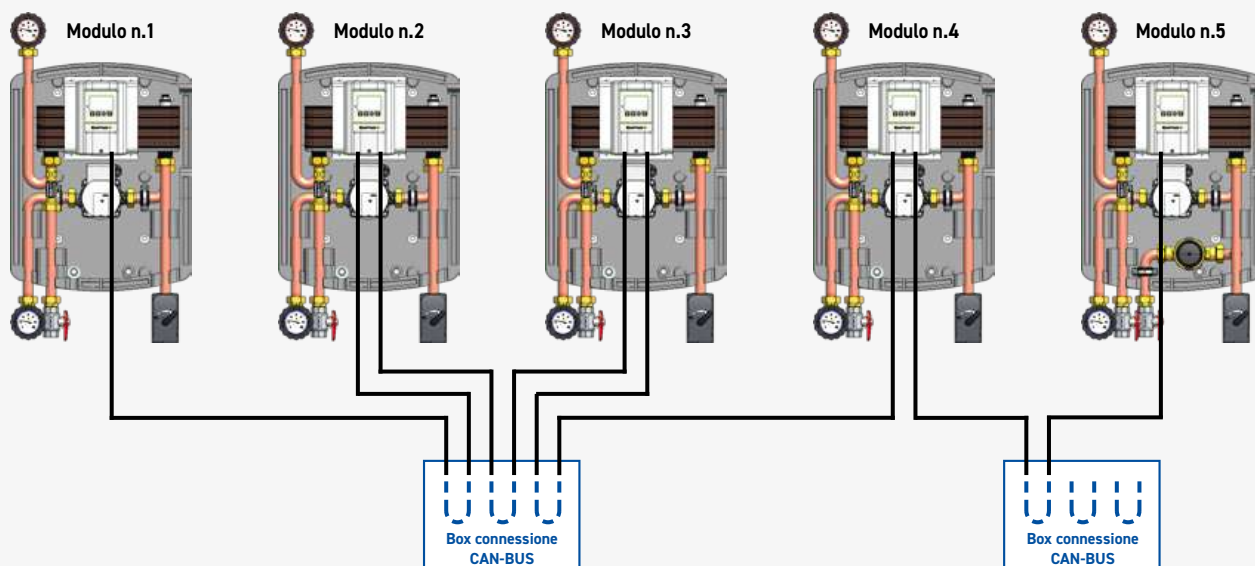 Modulo n.1
Modulo n.2
Modulo n.3
Modulo n.4
Modulo n.5
Box connessione
CAN-BUS
Box connessione
CAN-BUS